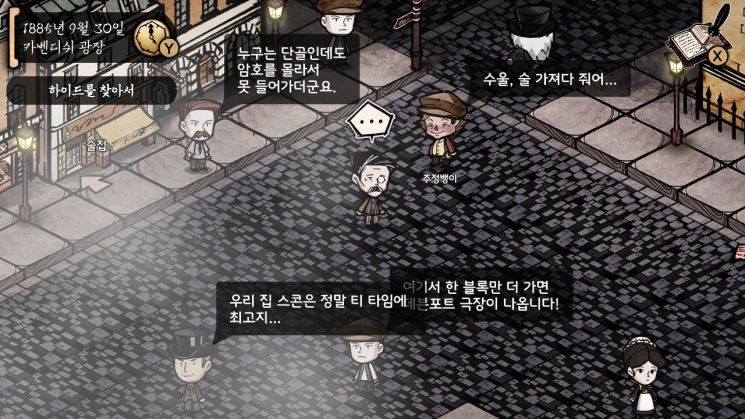 1885년 9월 30일
카벤디쉬 광장
Y
하이드를 찾아서
누구는 단골인데도
암호를 몰라서
못 들어가더군요.
수울, 술 가져다 줘어...
X
술집
...
주정뱅이
우리 집 스콘은 정말 티 타임에
최고지...
여기서 한 블록만 더 가면
데븐포트 극장이 나옵니다!